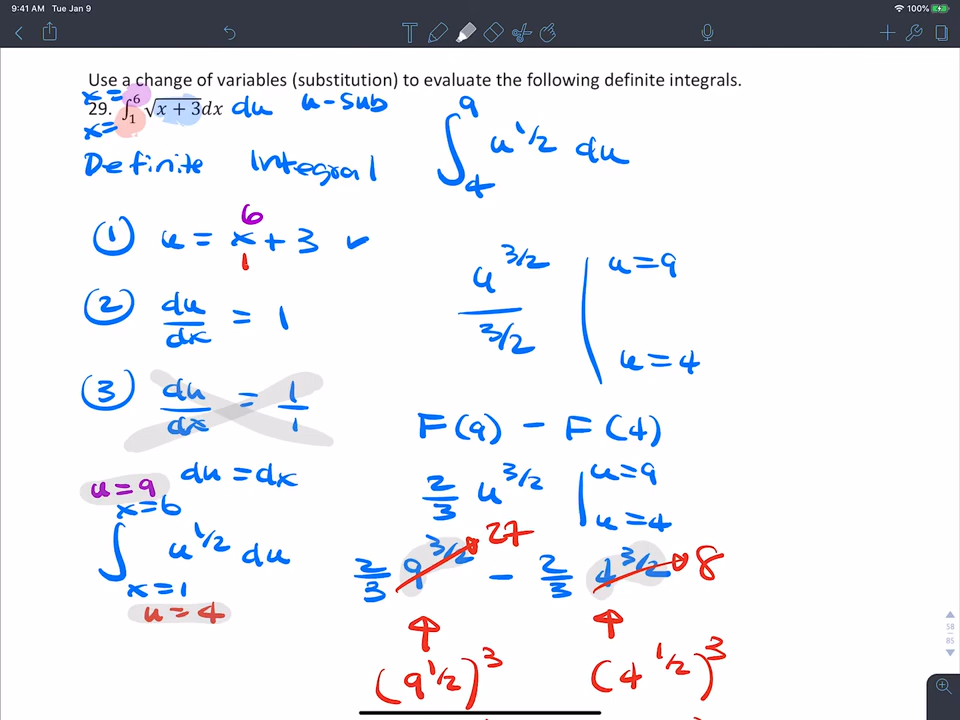 9:41 AM Tue Jan 9
100%
Use a change of variables (substitution) to evaluate the following definite integrals.
x=
29. ∫₁⁶ √(x + 3)dx du u-sub
x=
Definite Integral
∫₄⁹ u^1/2 du
① u = x + 3 ✓
6
1
u^3/2 / 3/2 | u=9
u=4
② du/dx = 1
③ du/dx = 1/1
F(9) - F(4)
du = dx
2/3 u^3/2 | u=9
u=4
u=9
x=6
∫ u^1/2 du
x=1
u=4
2/3 9^3/2 27 - 2/3 4^3/2 8
(9^1/2)^3 (4^1/2)^3
58
85